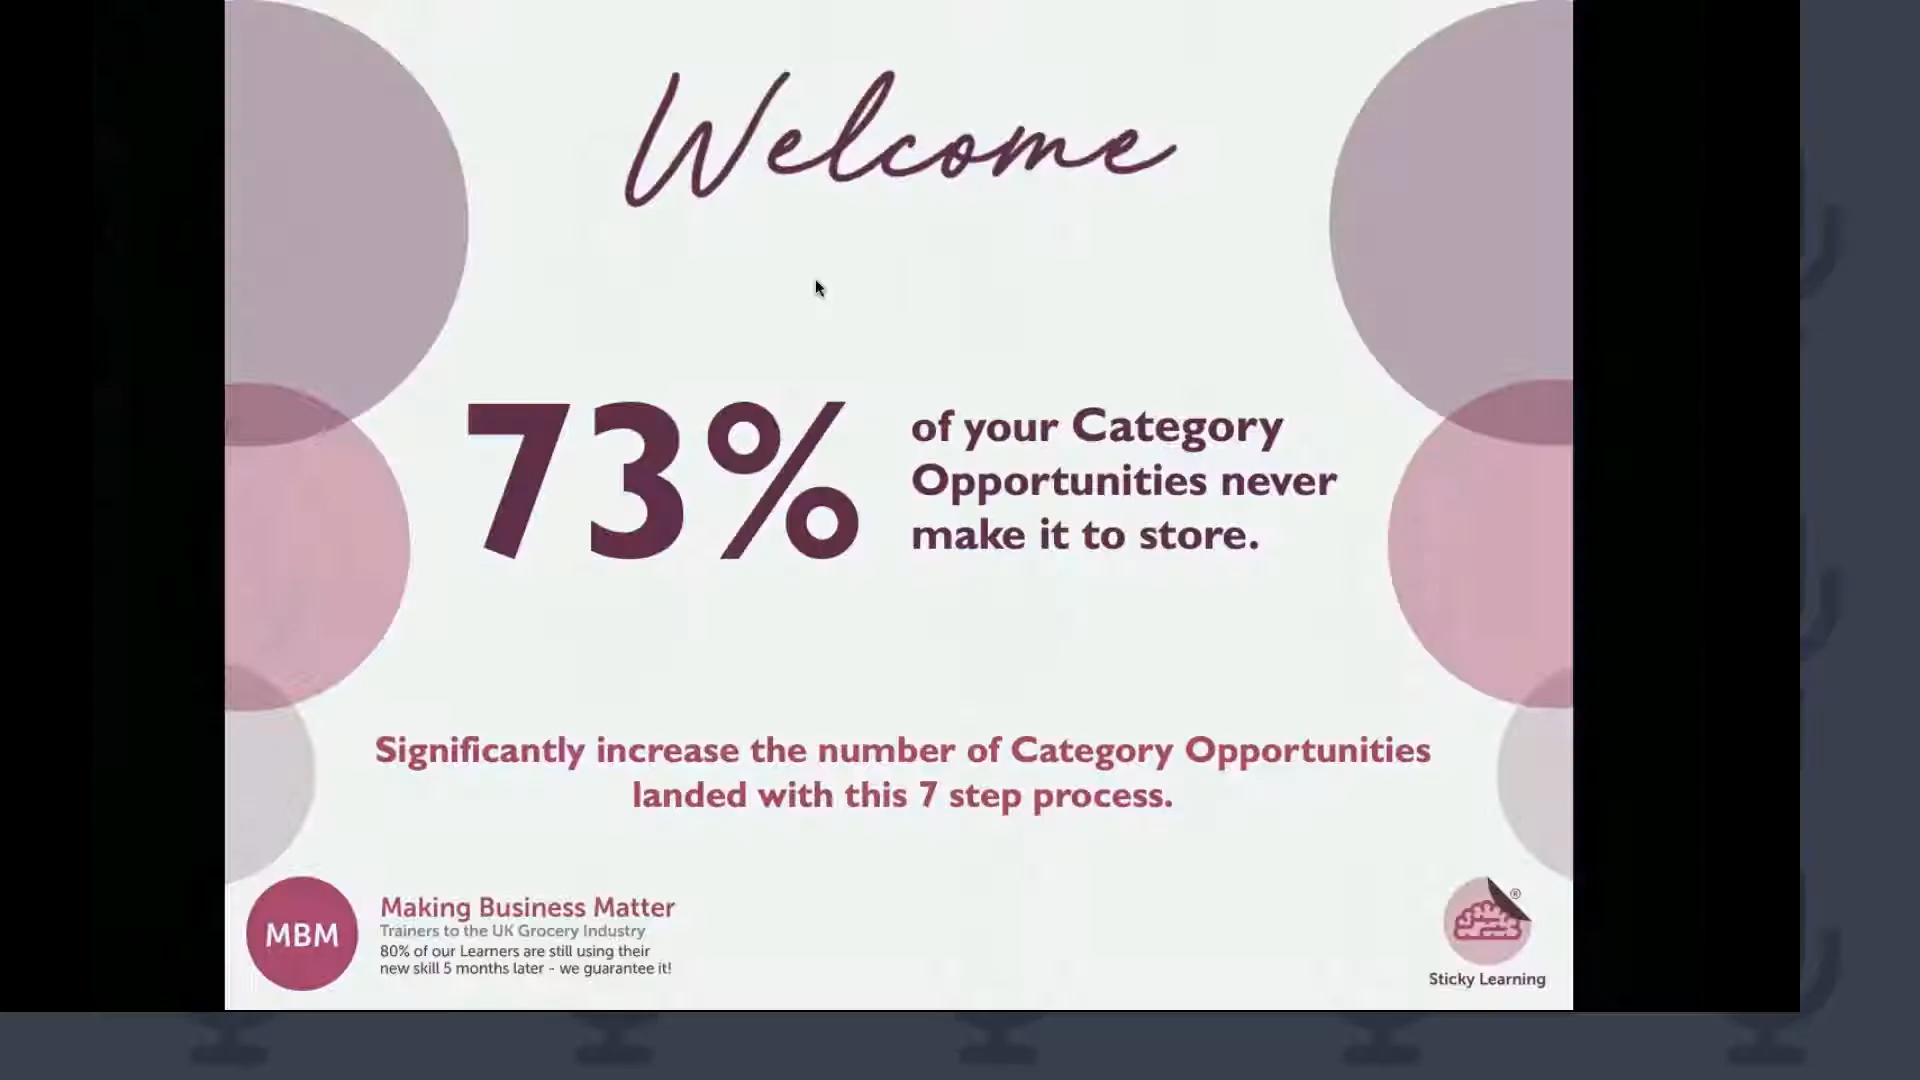 Welcome
73%
of your Category
Opportunities never
make it to store.
Significantly increase the number of Category Opportunities
landed with this 7 step process.
MBM
Making Business Matter
Trainers to the UK Grocery Industry
80% of our Learners are still using their
new skill 5 months later - we guarantee it!
®
Sticky Learning